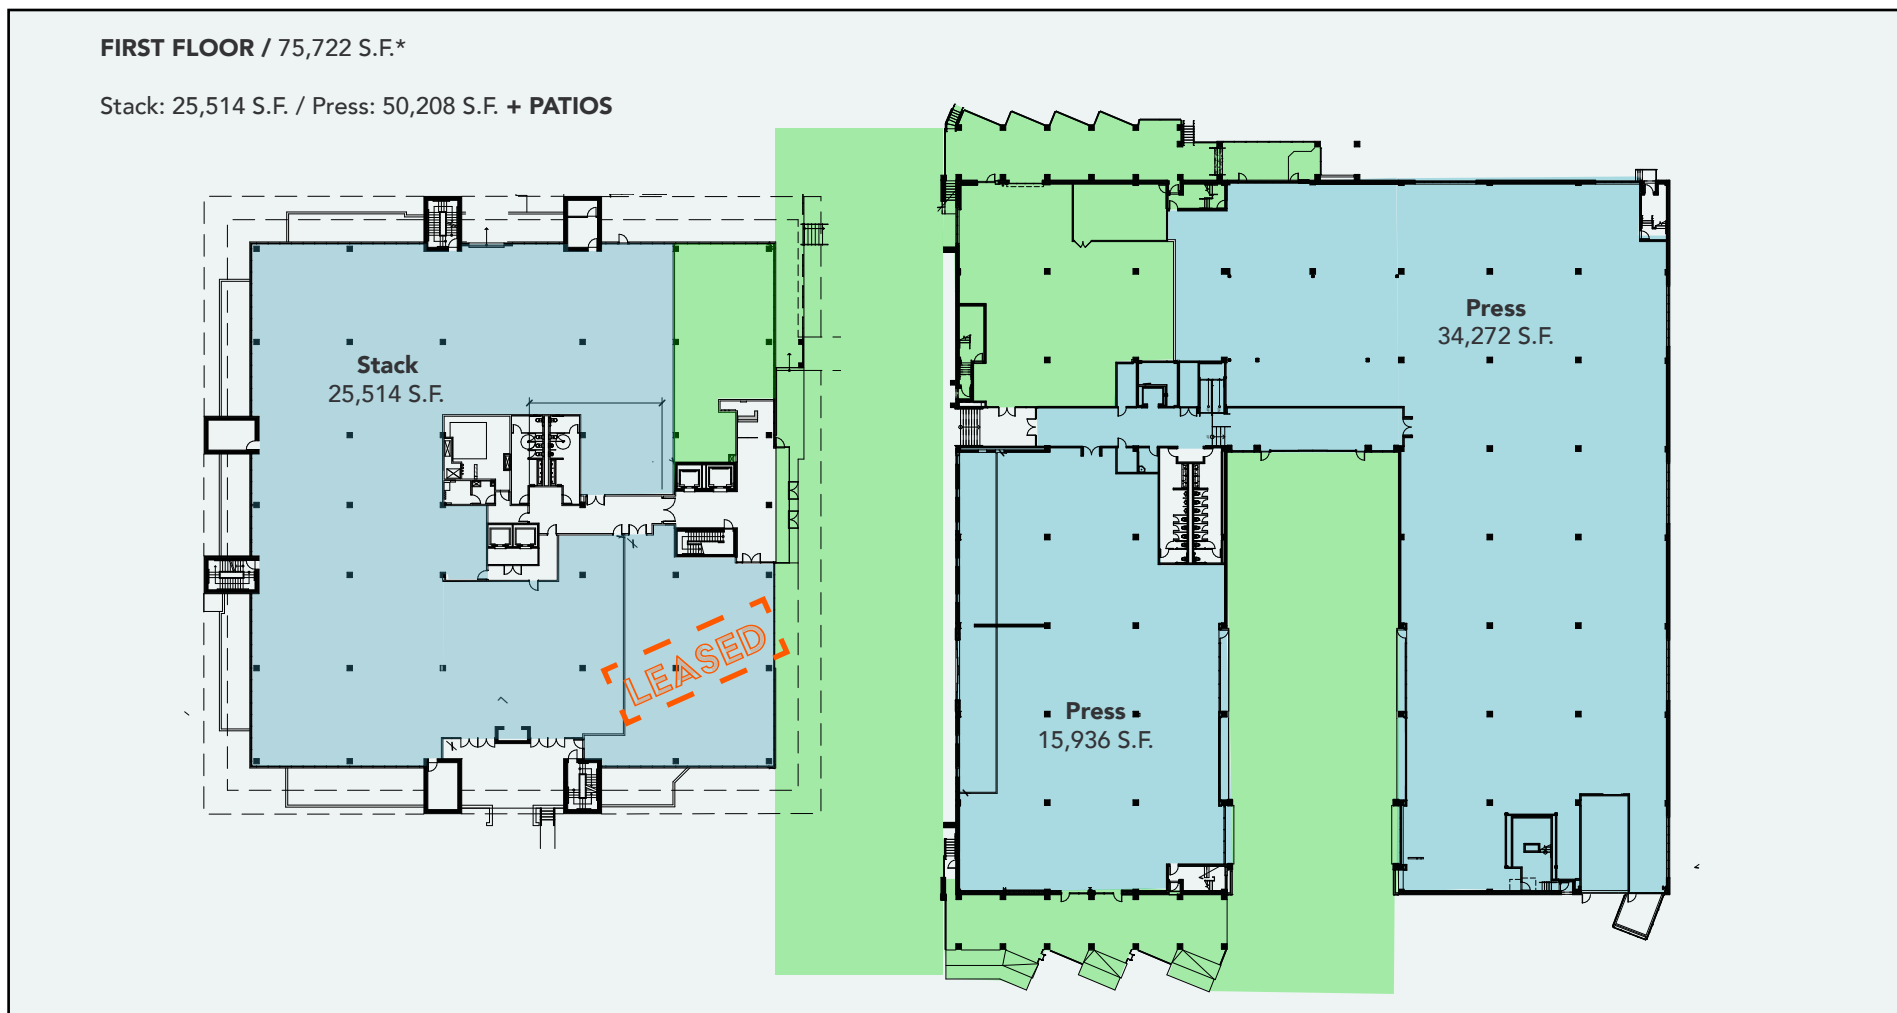 FIRST FLOOR / 75,722 S.F.*
Stack: 25,514 S.F. / Press: 50,208 S.F. + PATIOS
Stack
25,514 S.F.
Press
34,272 S.F.
LEASED
Press
15,936 S.F.